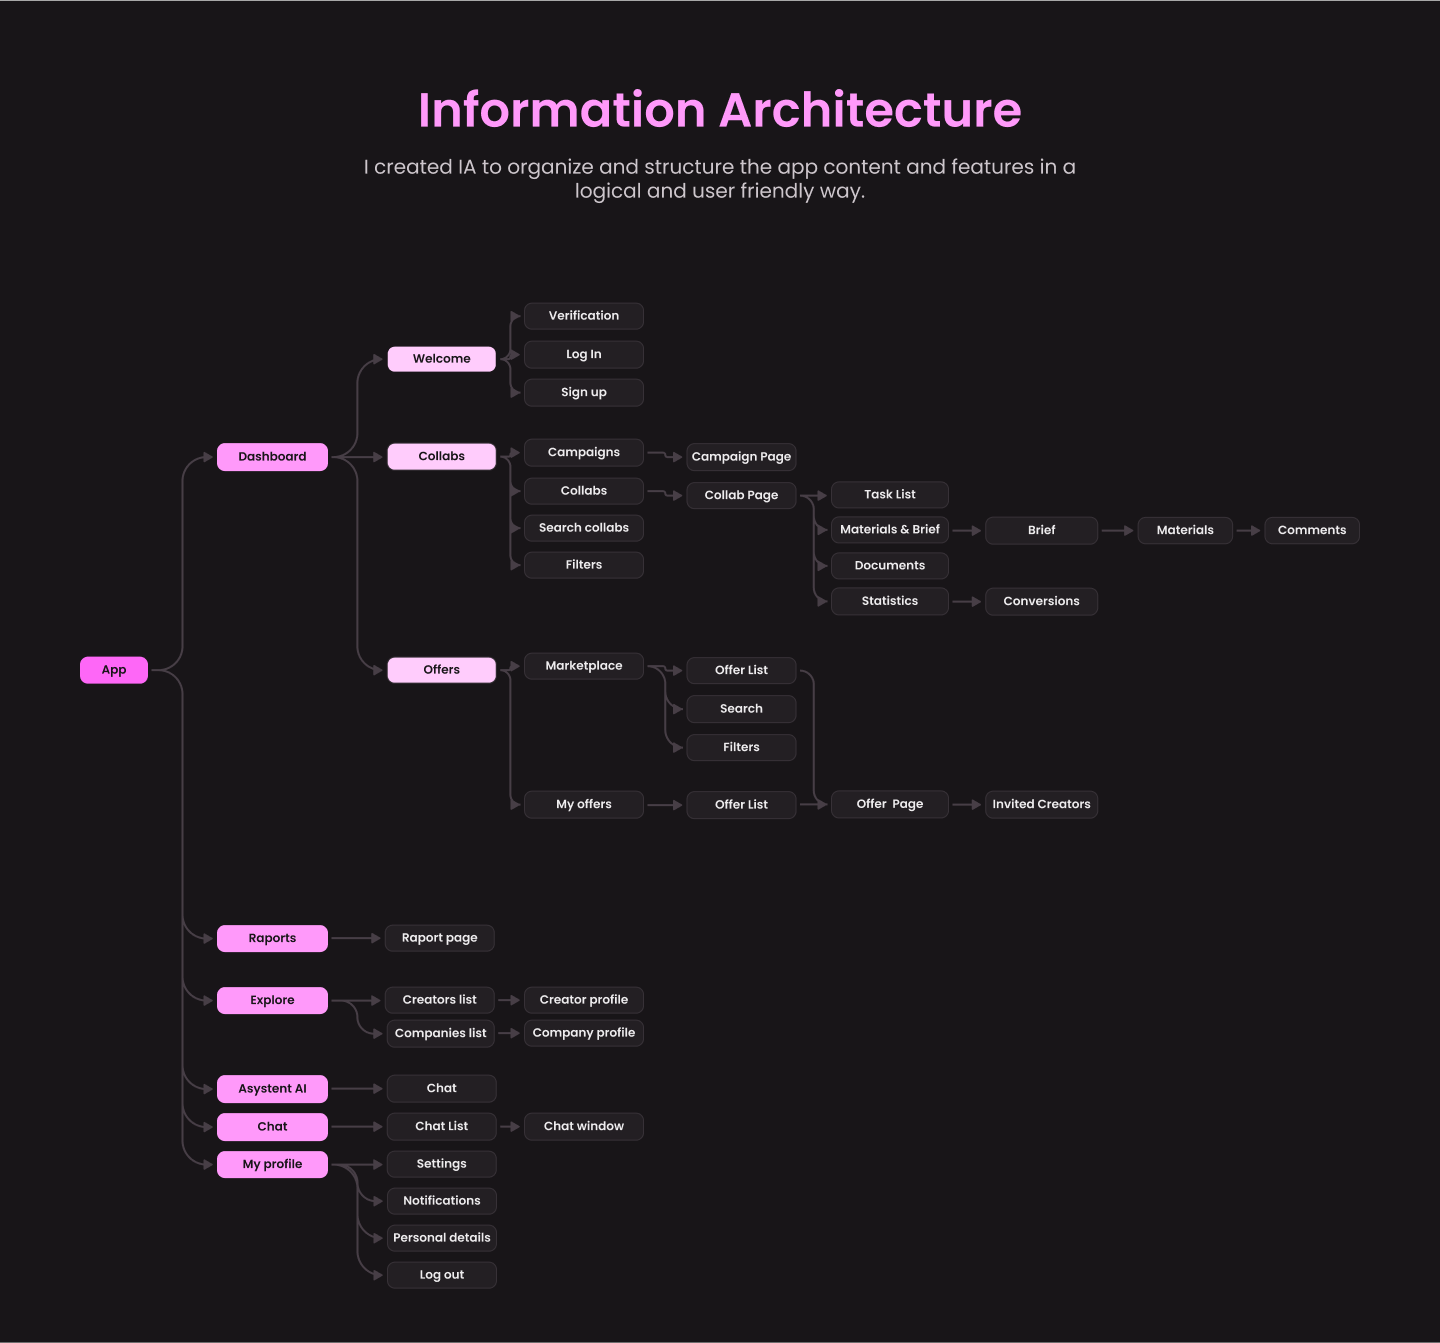 Information Architecture
I created IA to organize and structure the app content and features in a
logical and user friendly way.
Verification
Welcome
Log In
Sign up
Dashboard
Collabs
Campaigns
Campaign Page
Collabs
Collab Page
Task List
Search collabs
Materials & Brief
Brief
Materials
Comments
Filters
Documents
Statistics
Conversions
App
Offers
Marketplace
Offer List
Search
Filters
My offers
Offer List
Offer Page
Invited Creators
Raports
Raport page
Explore
Creators list
Creator profile
Companies list
Company profile
Asystent AI
Chat
Chat
Chat List
Chat window
My profile
Settings
Notifications
Personal details
Log out